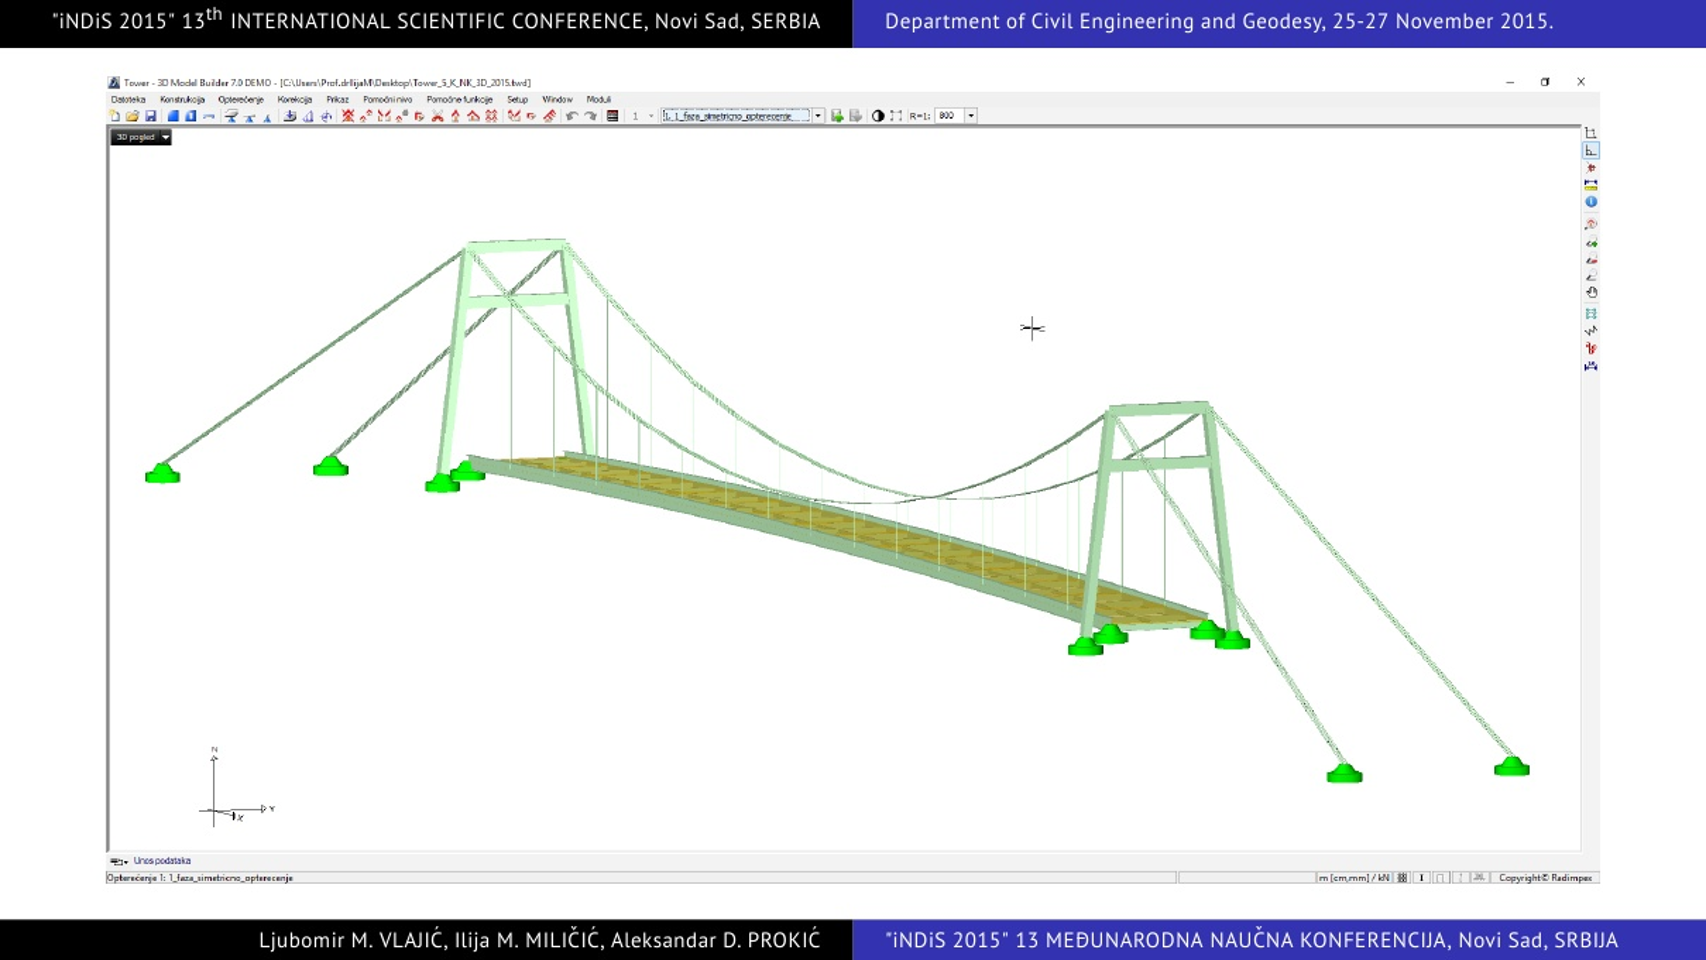 "iNDiS 2015" 13th INTERNATIONAL SCIENTIFIC CONFERENCE, Novi Sad, SERBIA
Department of Civil Engineering and Geodesy, 25-27 November 2015.
Tower - 3D Model Builder 7.0 DEMO - [C:\Users\Prof.drIlijaM\Desktop\Tower_5_K_NK_3D_2015.twd]
Datoteka Konstrukcija Opterećenje Korekcija Prikaz Pomoćni nivo Pomoćne funkcije Setup Window Moduli
1 1. 1_faza_simetricno_opterecenje R=1: 800
3D pogled
N
Y
X
Unos podataka
Opterećenje 1: 1_faza_simetricno_opterecenje
m [cm,mm] / kN
Copyright© Radimpex
Ljubomir M. VLAJIĆ, Ilija M. MILIČIĆ, Aleksandar D. PROKIĆ
"iNDiS 2015" 13 MEĐUNARODNA NAUČNA KONFERENCIJA, Novi Sad, SRBIJA